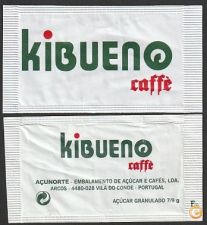 KIBUENO
caffè
KIBUENO
caffè
AÇUNORTE - EMBALAMENTO DE AÇÚCAR E CAFÉS, LDA.
ARCOS - 4480-028 VILA DO CONDE - PORTUGAL
AÇÚCAR GRANULADO 7/9 g